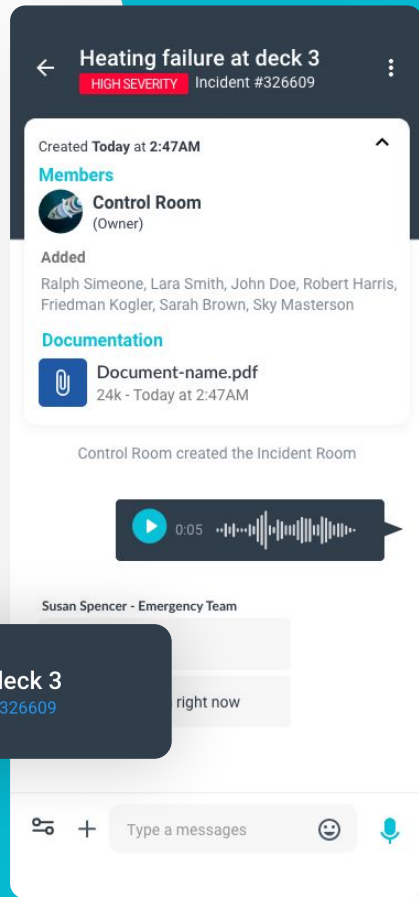 Heating failure at deck 3
HIGH SEVERITY Incident #326609
Created Today at 2:47AM
Members
Control Room
(Owner)
Added
Ralph Simeone, Lara Smith, John Doe, Robert Harris,
Friedman Kogler, Sarah Brown, Sky Masterson
Documentation
Document-name.pdf
24k - Today at 2:47AM
Control Room created the Incident Room
0:05
Susan Spencer - Emergency Team
deck 3
326609
right now
Type a messages